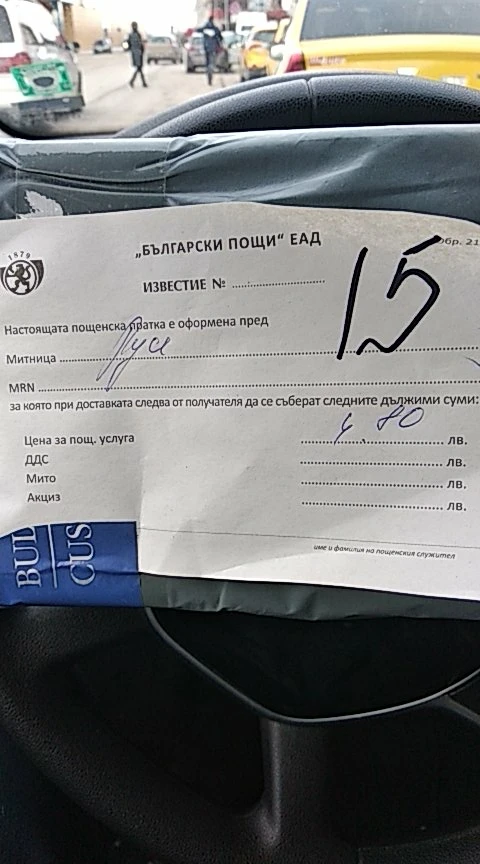 1879
„БЪЛГАРСКИ ПОЩИ“ ЕАД
Обр. 21
ИЗВЕСТИЕ №
15
Настоящата пощенска пратка е оформена пред
Митница Русе
MRN
за която при доставката следва от получателя да се съберат следните дължими суми:
Цена за пощ. услуга 4,80 лв.
ДДС лв.
Мито лв.
Акциз лв.
име и фамилия на пощенския служител
BUL
CUS